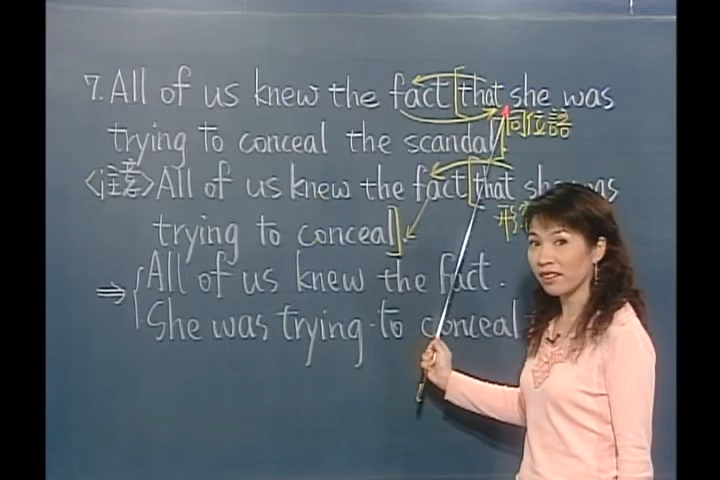 7. All of us knew the fact [that she was
trying to conceal the scandal] 同位語
<注意> All of us knew the fact [that she was
trying to conceal] 形
⇒ { All of us knew the fact.
She was trying to conceal